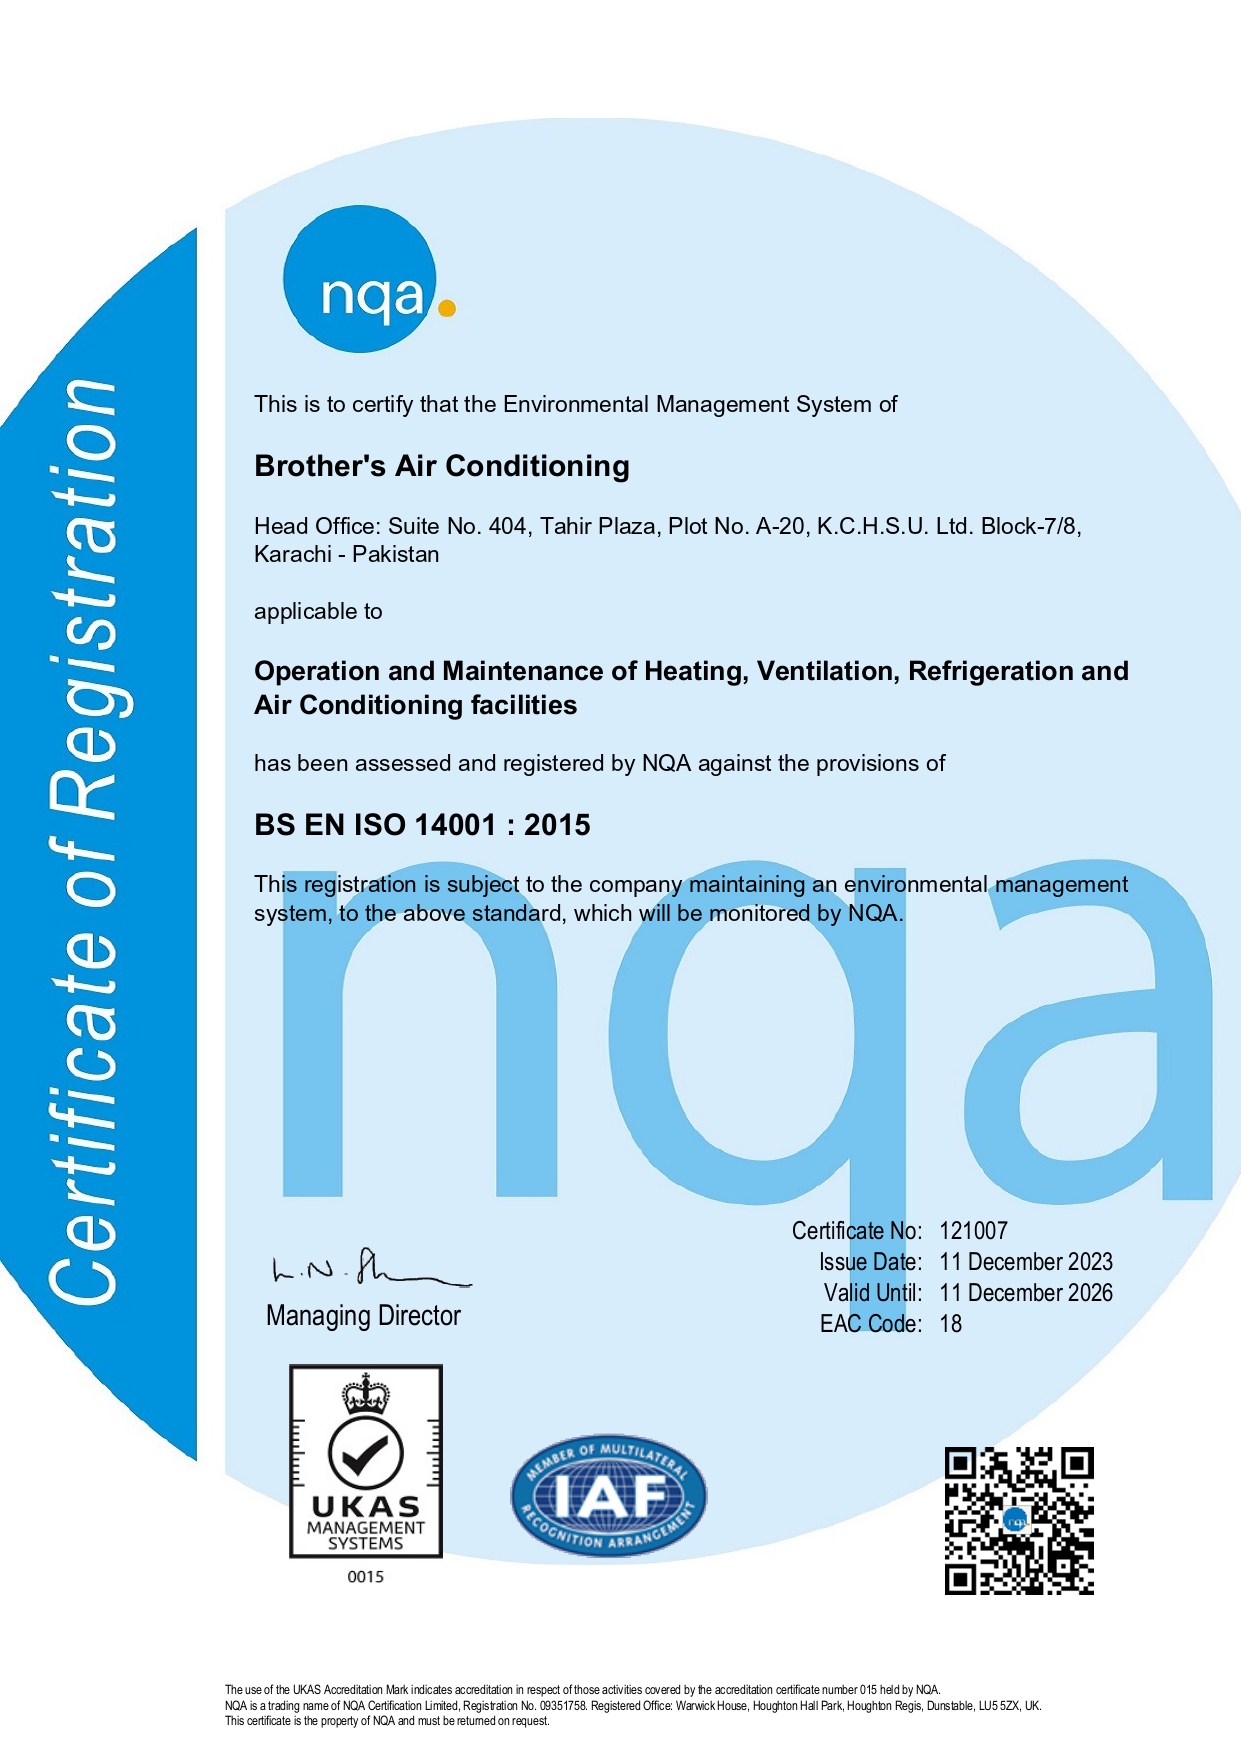 Certificate of Registration
nqa.
This is to certify that the Environmental Management System of
Brother's Air Conditioning
Head Office: Suite No. 404, Tahir Plaza, Plot No. A-20, K.C.H.S.U. Ltd. Block-7/8,
Karachi - Pakistan
applicable to
Operation and Maintenance of Heating, Ventilation, Refrigeration and
Air Conditioning facilities
has been assessed and registered by NQA against the provisions of
BS EN ISO 14001 : 2015
This registration is subject to the company maintaining an environmental management
system, to the above standard, which will be monitored by NQA.
nqa
Certificate No: 121007
Issue Date: 11 December 2023
Valid Until: 11 December 2026
EAC Code: 18
Managing Director
UKAS
MANAGEMENT
SYSTEMS
0015
MEMBER OF MULTILATERAL
IAF
RECOGNITION ARRANGEMENT
nqa
The use of the UKAS Accreditation Mark indicates accreditation in respect of those activities covered by the accreditation certificate number 015 held by NQA.
NQA is a trading name of NQA Certification Limited, Registration No. 09351758. Registered Office: Warwick House, Houghton Hall Park, Houghton Regis, Dunstable, LU5 5ZX, UK.
This certificate is the property of NQA and must be returned on request.